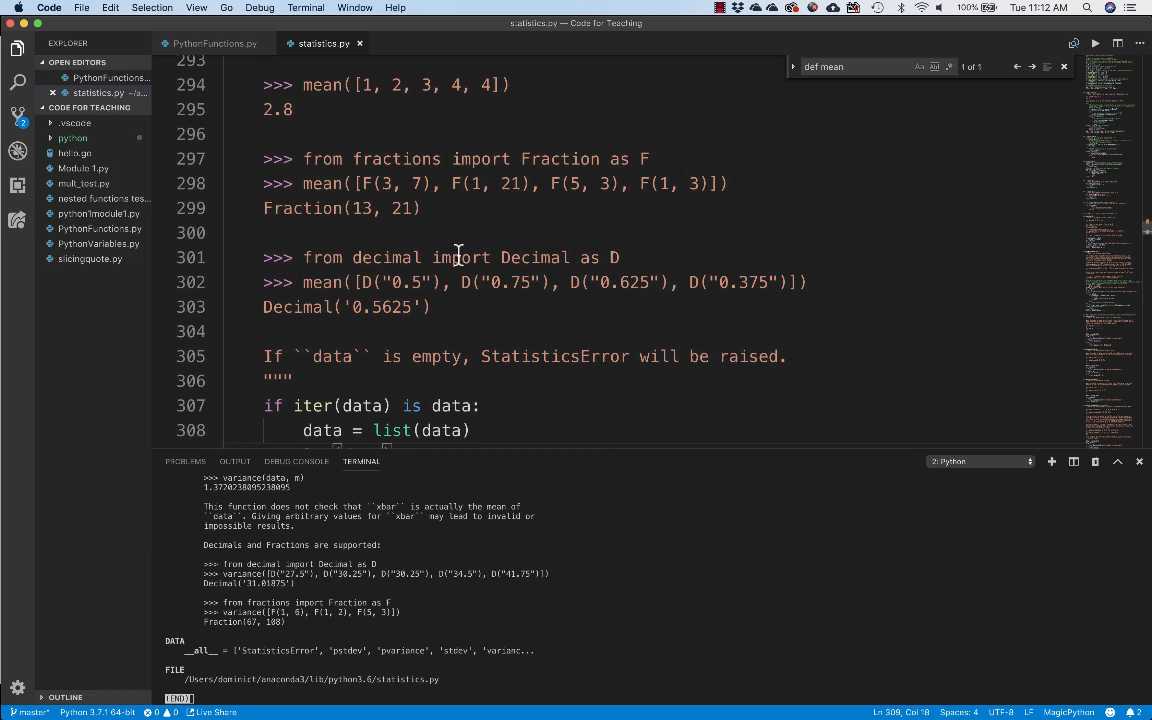 Code File Edit Selection View Go Debug Terminal Window Help 100% Tue 11:12 AM
statistics.py — Code for Teaching
EXPLORER
PythonFunctions.py
statistics.py
OPEN EDITORS
PythonFunctions...
statistics.py ~/a...
CODE FOR TEACHING
.vscode
python
hello.go
Module 1.py
mult_test.py
nested functions test...
python1module1.py
PythonFunctions.py
PythonVariables.py
slicingquote.py
OUTLINE
def mean
1 of 1
293
294 >>> mean([1, 2, 3, 4, 4])
295 2.8
296
297 >>> from fractions import Fraction as F
298 >>> mean([F(3, 7), F(1, 21), F(5, 3), F(1, 3)])
299 Fraction(13, 21)
300
301 >>> from decimal import Decimal as D
302 >>> mean([D("0.5"), D("0.75"), D("0.625"), D("0.375")])
303 Decimal('0.5625')
304
305 If ``data`` is empty, StatisticsError will be raised.
306 """
307 if iter(data) is data:
308 data = list(data)
PROBLEMS OUTPUT DEBUG CONSOLE TERMINAL 2: Python
>>> variance(data, m)
1.3720238095238095
This function does not check that ``xbar`` is actually the mean of
``data``. Giving arbitrary values for ``xbar`` may lead to invalid or
impossible results.
Decimals and Fractions are supported:
>>> from decimal import Decimal as D
>>> variance([D("27.5"), D("30.25"), D("30.25"), D("34.5"), D("41.75")])
Decimal('31.01875')
>>> from fractions import Fraction as F
>>> variance([F(1, 6), F(1, 2), F(5, 3)])
Fraction(67, 108)
DATA
__all__ = ['StatisticsError', 'pstdev', 'pvariance', 'stdev', 'varianc...
FILE
/Users/dominict/anaconda3/lib/python3.6/statistics.py
(END)
master* Python 3.7.1 64-bit 0 0 Live Share Ln 309, Col 18 Spaces: 4 UTF-8 LF MagicPython 2